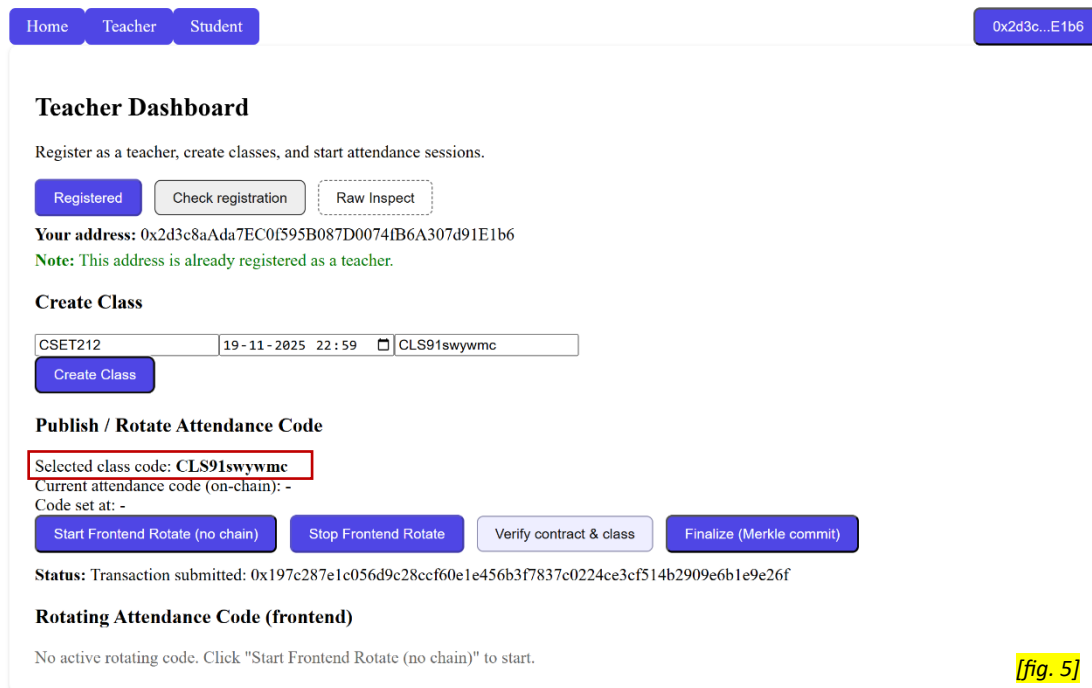 Home Teacher Student 0x2d3c...E1b6
Teacher Dashboard
Register as a teacher, create classes, and start attendance sessions.
Registered Check registration Raw Inspect
Your address: 0x2d3c8aAda7EC0f595B087D0074fB6A307d91E1b6
Note: This address is already registered as a teacher.
Create Class
CSET212 19-11-2025 22:59 CLS91swywmc
Create Class
Publish / Rotate Attendance Code
Selected class code: CLS91swywmc
Current attendance code (on-chain): -
Code set at: -
Start Frontend Rotate (no chain) Stop Frontend Rotate Verify contract & class Finalize (Merkle commit)
Status: Transaction submitted: 0x197c287e1c056d9c28ccf60e1e456b3f7837c0224ce3cf514b2909e6b1e9e26f
Rotating Attendance Code (frontend)
No active rotating code. Click "Start Frontend Rotate (no chain)" to start.
[fig. 5]